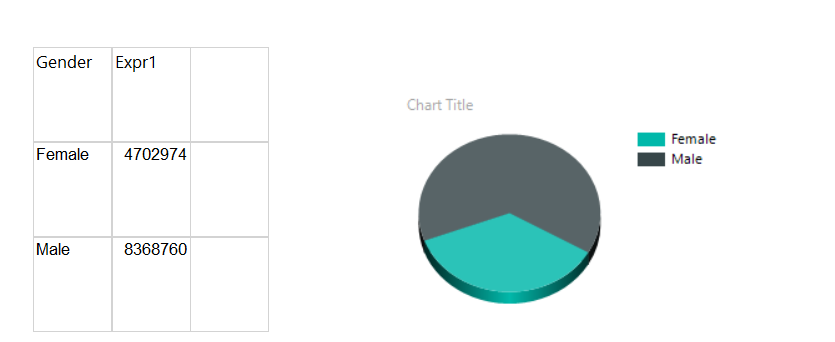 Gender Expr1
Female 4702974
Male 8368760
Chart Title
Female
Male